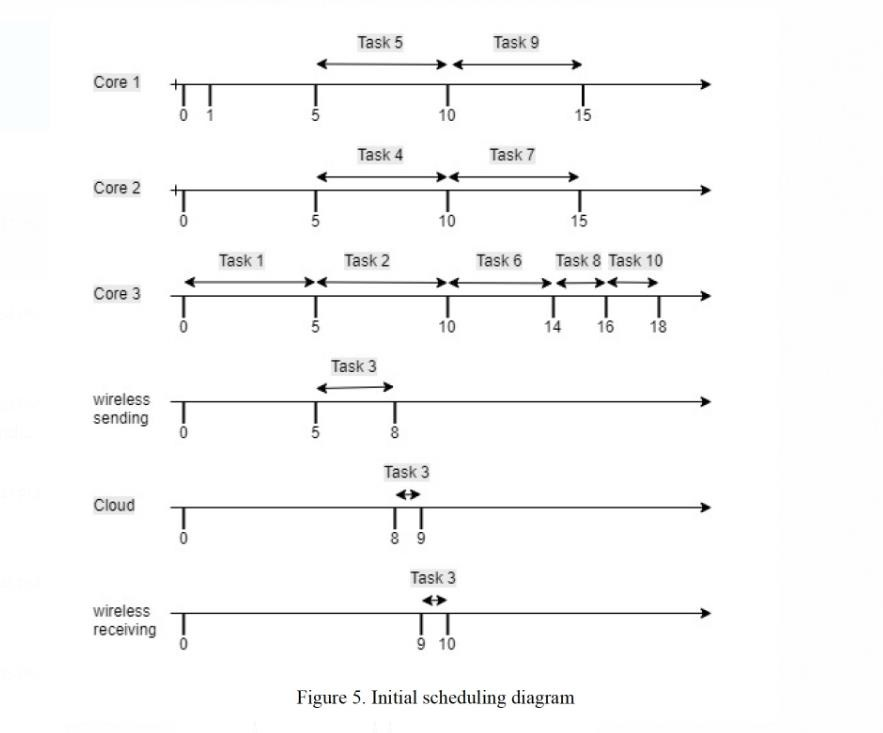 Task 5 Task 9
Core 1
0 1 5 10 15
Task 4 Task 7
Core 2
0 5 10 15
Task 1 Task 2 Task 6 Task 8 Task 10
Core 3
0 5 10 14 16 18
Task 3
wireless
sending
0 5 8
Task 3
Cloud
0 8 9
Task 3
wireless
receiving
0 9 10
Figure 5. Initial scheduling diagram